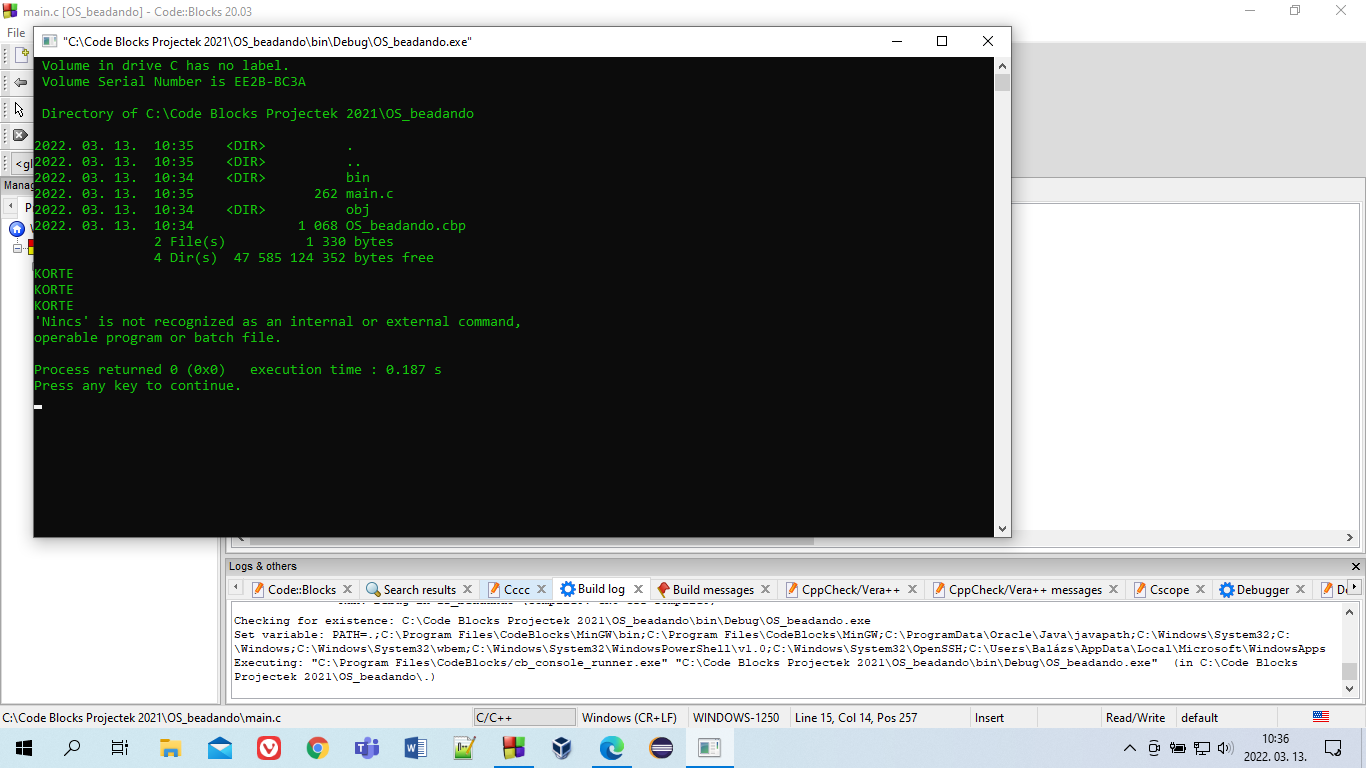 main.c [OS_beadando] - Code::Blocks 20.03
File
"C:\Code Blocks Projectek 2021\OS_beadando\bin\Debug\OS_beadando.exe"
Volume in drive C has no label.
Volume Serial Number is EE2B-BC3A
Directory of C:\Code Blocks Projectek 2021\OS_beadando
2022. 03. 13.  10:35    <DIR>          .
2022. 03. 13.  10:35    <DIR>          ..
2022. 03. 13.  10:34    <DIR>          bin
2022. 03. 13.  10:35               262 main.c
2022. 03. 13.  10:34    <DIR>          obj
2022. 03. 13.  10:34             1 068 OS_beadando.cbp
2 File(s)          1 330 bytes
4 Dir(s)  47 585 124 352 bytes free
KORTE
KORTE
KORTE
'Nincs' is not recognized as an internal or external command,
operable program or batch file.
Process returned 0 (0x0)   execution time : 0.187 s
Press any key to continue.
<gl
Manag
P
Logs & others
Code::Blocks Search results Cccc Build log Build messages CppCheck/Vera++ CppCheck/Vera++ messages Cscope Debugger
Checking for existence: C:\Code Blocks Projectek 2021\OS_beadando\bin\Debug\OS_beadando.exe
Set variable: PATH=.;C:\Program Files\CodeBlocks\MinGW\bin;C:\Program Files\CodeBlocks\MinGW;C:\ProgramData\Oracle\Java\javapath;C:\Windows\System32;C:
\Windows;C:\Windows\System32\wbem;C:\Windows\System32\WindowsPowerShell\v1.0;C:\Windows\System32\OpenSSH;C:\Users\Balázs\AppData\Local\Microsoft\WindowsApps
Executing: "C:\Program Files\CodeBlocks/cb_console_runner.exe" "C:\Code Blocks Projectek 2021\OS_beadando\bin\Debug\OS_beadando.exe"  (in C:\Code Blocks
Projectek 2021\OS_beadando\.)
C:\Code Blocks Projectek 2021\OS_beadando\main.c C/C++ Windows (CR+LF) WINDOWS-1250 Line 15, Col 14, Pos 257 Insert Read/Write default
10:36
2022. 03. 13.